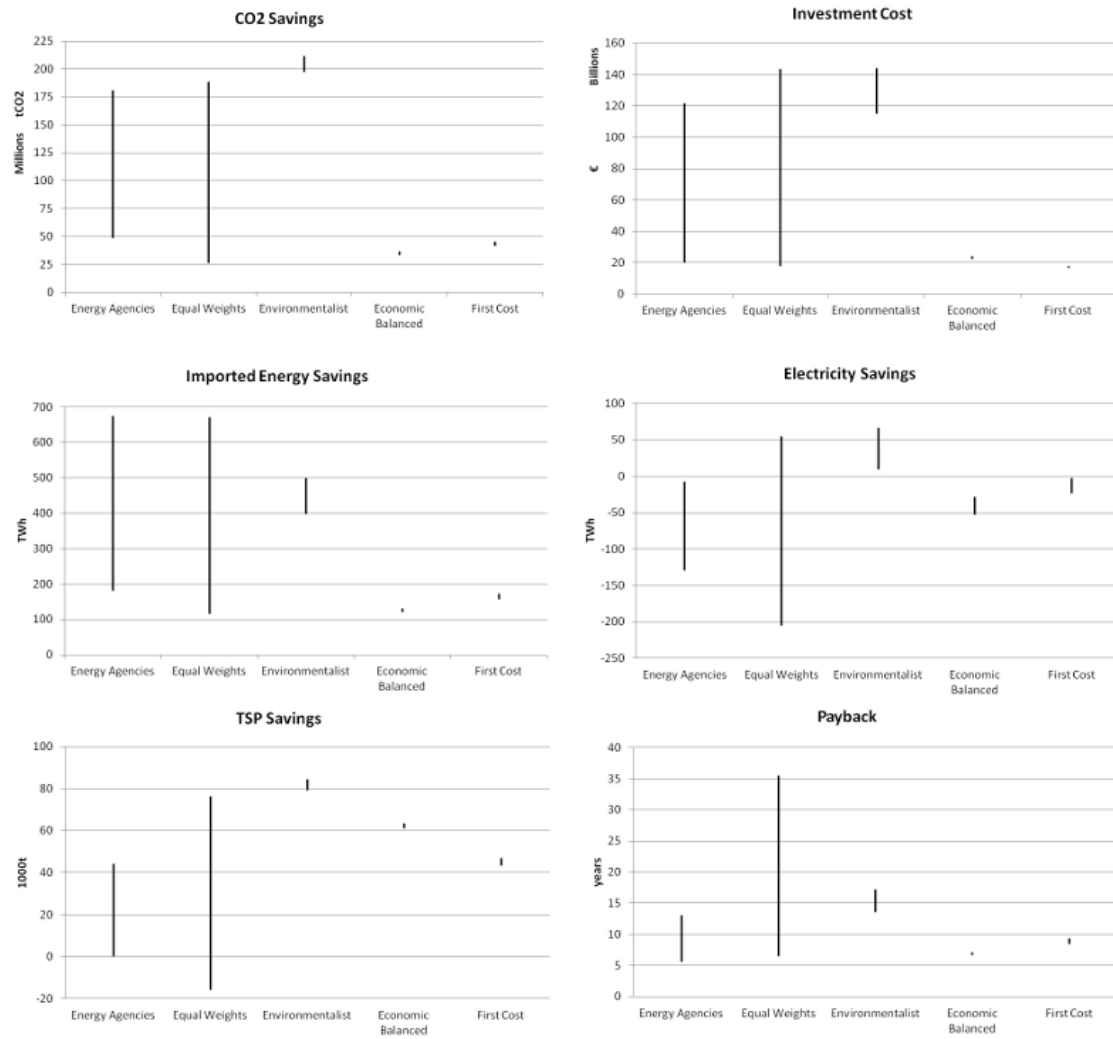 CO2 Savings
Millions tCO2
225
200
175
150
125
100
75
50
25
0
Energy Agencies Equal Weights Environmentalist Economic Balanced First Cost
Investment Cost
€ Billions
160
140
120
100
80
60
40
20
0
Energy Agencies Equal Weights Environmentalist Economic Balanced First Cost
Imported Energy Savings
TWh
700
600
500
400
300
200
100
0
Energy Agencies Equal Weights Environmentalist Economic Balanced First Cost
Electricity Savings
TWh
100
50
0
-50
-100
-150
-200
-250
Energy Agencies Equal Weights Environmentalist Economic Balanced First Cost
TSP Savings
1000t
100
80
60
40
20
0
-20
Energy Agencies Equal Weights Environmentalist Economic Balanced First Cost
Payback
years
40
35
30
25
20
15
10
5
0
Energy Agencies Equal Weights Environmentalist Economic Balanced First Cost